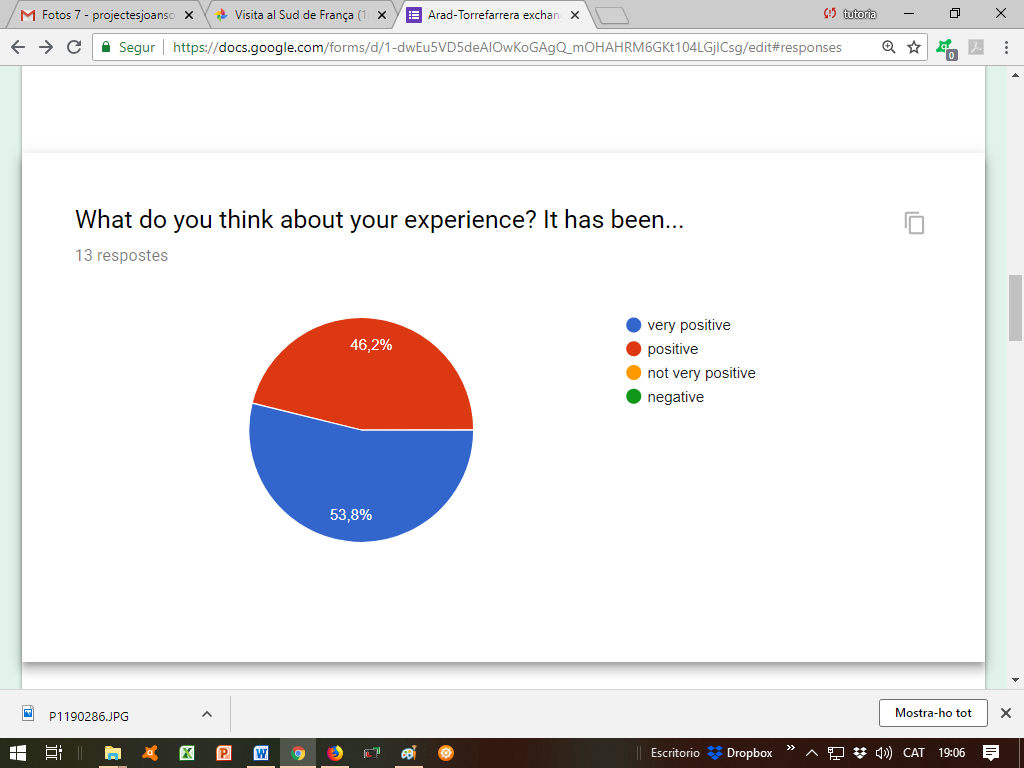 Fotos 7 - projectesjoanso
Visita al Sud de França (1
Arad-Torrefarrera exchan
tutoria
Segur
https://docs.google.com/forms/d/1-dwEu5VD5deAlOwKoGAgQ_mOHAHRM6GKt104LGjlCsg/edit#responses
0
What do you think about your experience? It has been...
13 respostes
46,2%
53,8%
very positive
positive
not very positive
negative
P1190286.JPG
Mostra-ho tot
Escritorio
Dropbox
CAT
19:06